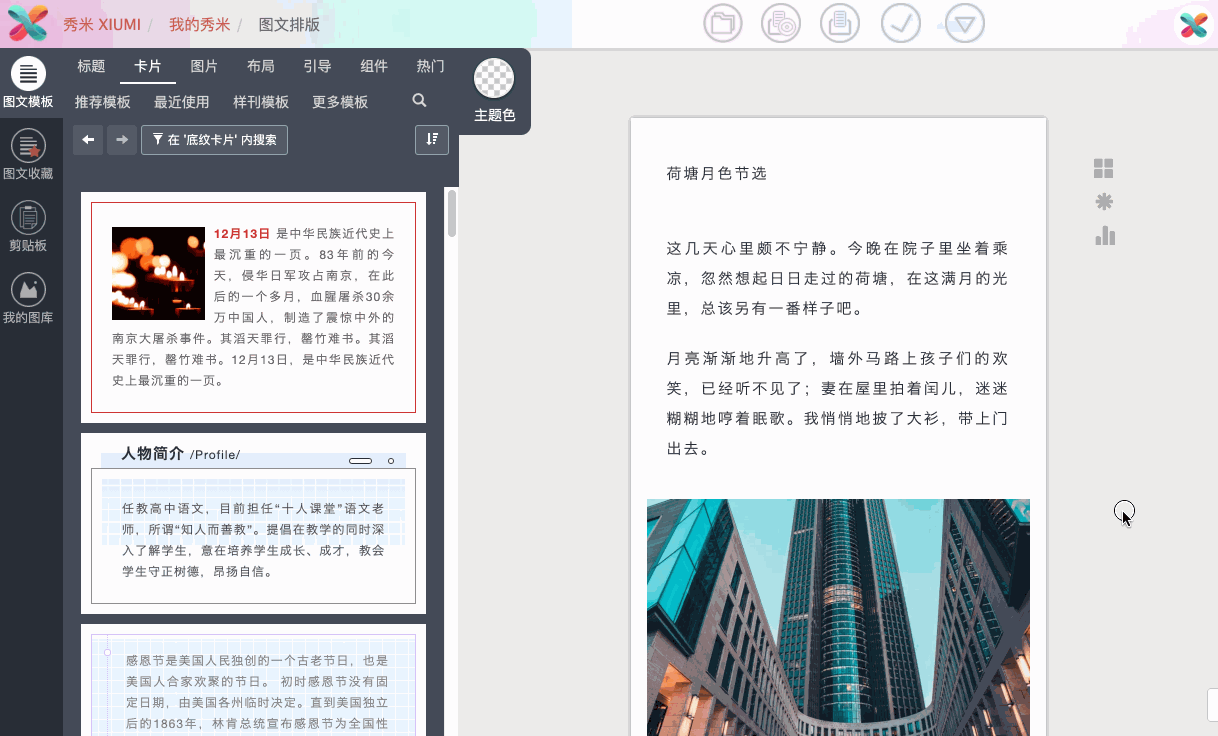 秀米 XIUMI / 我的秀米 / 图文排版
图文模板
图文收藏
剪贴板
我的图库
标题 卡片 图片 布局 引导 组件 热门
推荐模板 最近使用 样刊模板 更多模板
在 '底纹卡片' 内搜索
主题色
12月13日 是中华民族近代史上
最沉重的一页。83年前的今
天，侵华日军攻占南京，在此
后的一个多月，血腥屠杀30余
万中国人，制造了震惊中外的
南京大屠杀事件。其滔天罪行，罄竹难书。其滔
天罪行，罄竹难书。12月13日，是中华民族近代
史上最沉重的一页。
人物简介 /Profile/
任教高中语文，目前担任“十人课堂”语文老
师，所谓“知人而善教”。提倡在教学的同时深
入了解学生，意在培养学生成长、成才，教会
学生守正树德，昂扬自信。
感恩节是美国人民独创的一个古老节日，也是
美国人合家欢聚的节日。 初时感恩节没有固
定日期，由美国各州临时决定。直到美国独立
后的1863年，林肯总统宣布感恩节为全国性
荷塘月色节选
这几天心里颇不宁静。今晚在院子里坐着乘
凉，忽然想起日日走过的荷塘，在这满月的光
里，总该另有一番样子吧。
月亮渐渐地升高了，墙外马路上孩子们的欢
笑，已经听不见了；妻在屋里拍着闰儿，迷迷
糊糊地哼着眠歌。我悄悄地披了大衫，带上门
出去。